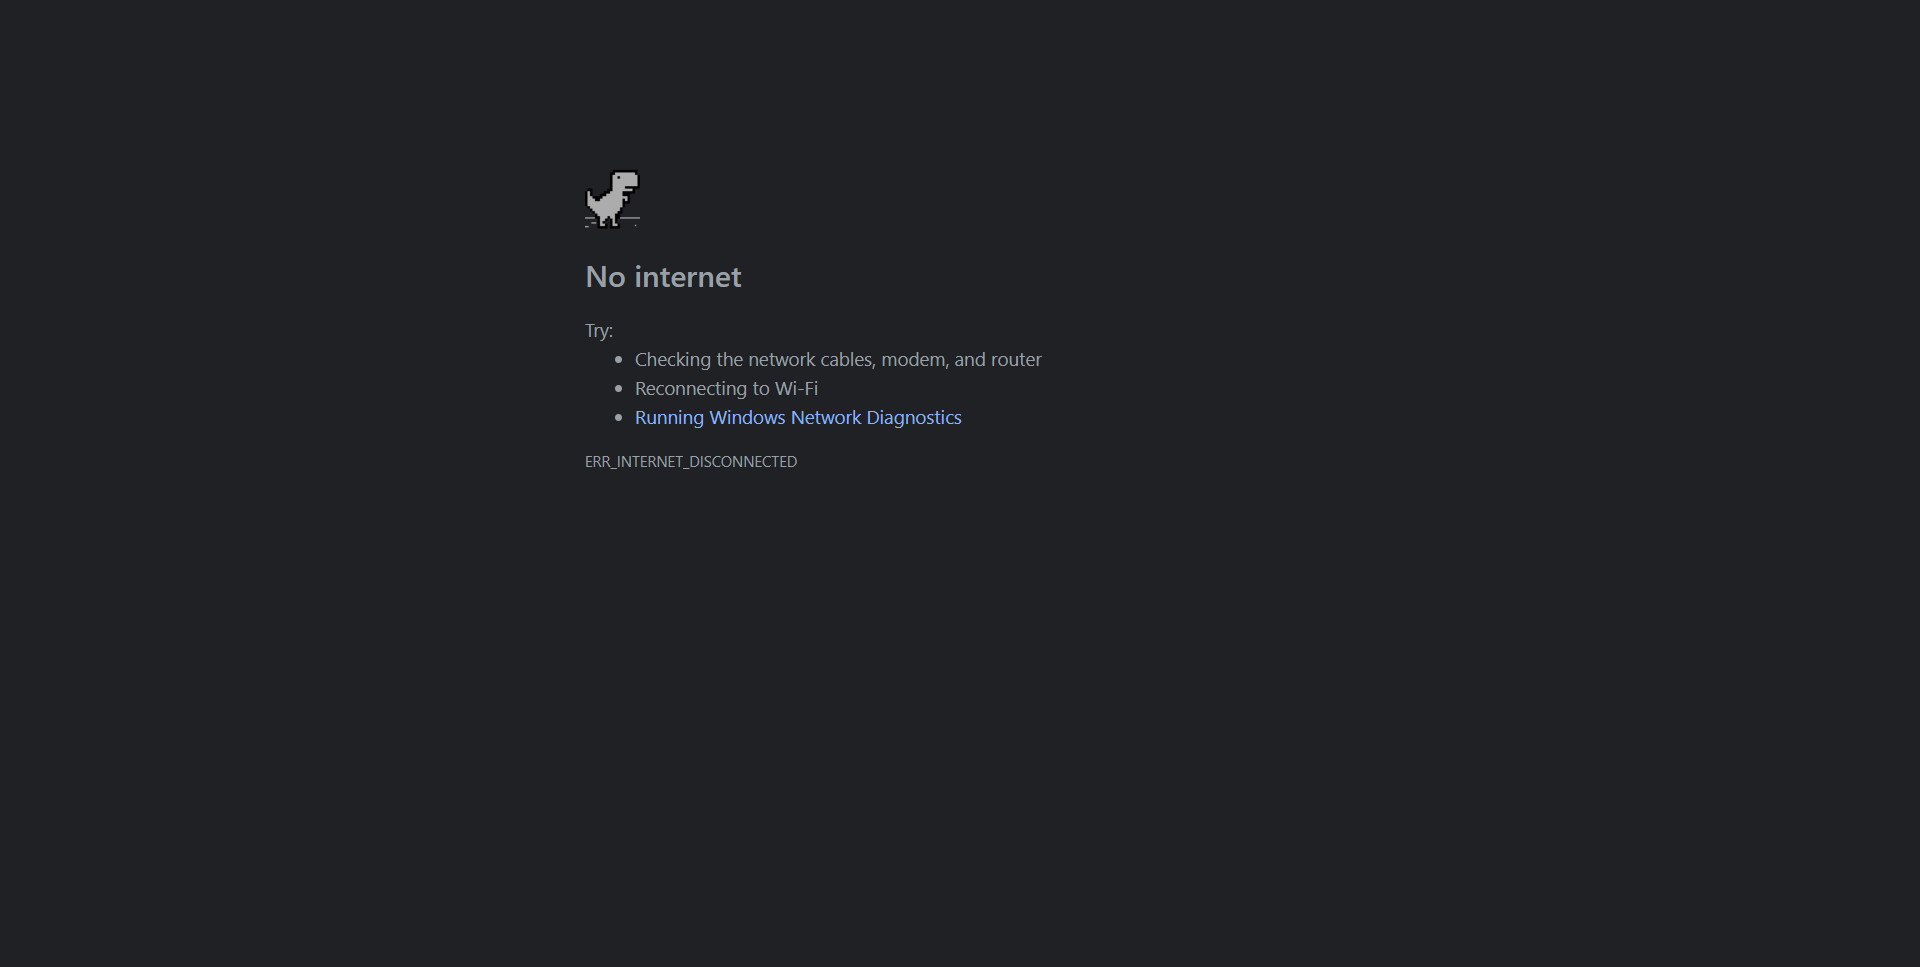 No internet
Try:
Checking the network cables, modem, and router
Reconnecting to Wi-Fi
Running Windows Network Diagnostics
ERR_INTERNET_DISCONNECTED